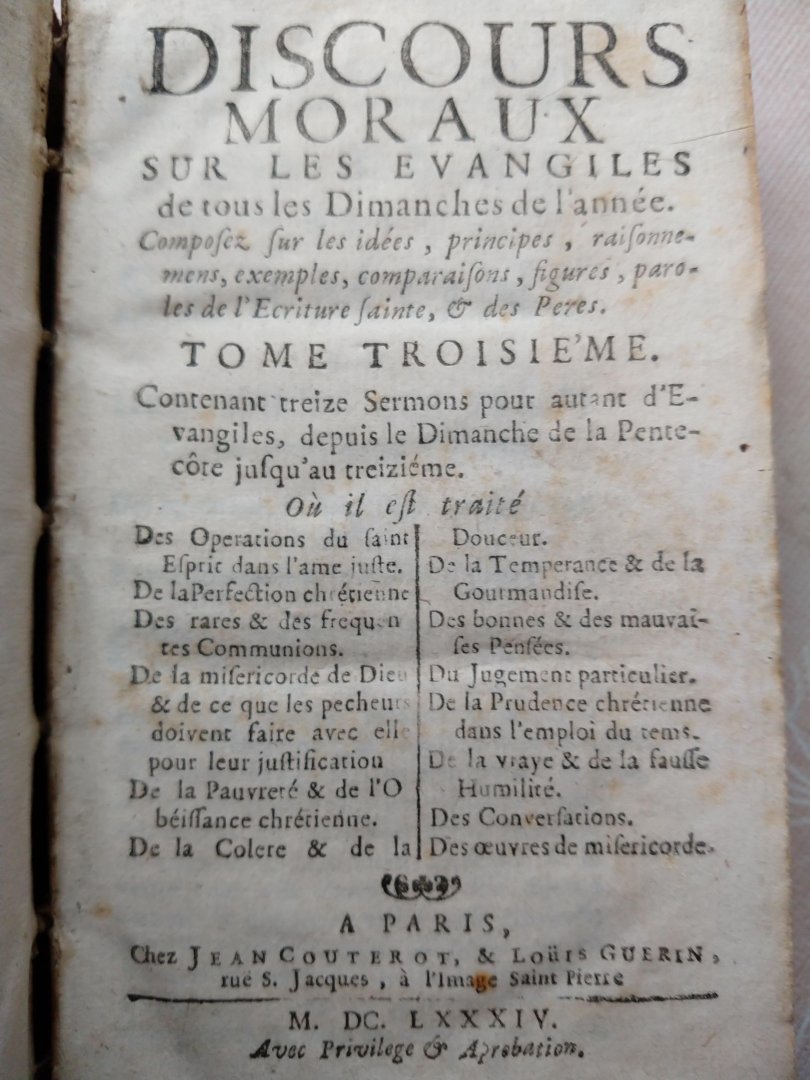 DISCOURS
MORAUX
SUR LES EVANGILES
de tous les Dimanches de l'année.
Composez sur les idées, principes, raisonne-
mens, exemples, comparaisons, figures, paro-
les de l'Ecriture sainte, & des Peres.
TOME TROISIE'ME.
Contenant treize Sermons pour autant d'E-
vangiles, depuis le Dimanche de la Pente-
côte jusqu'au treiziéme.
Où il est traité
Des Operations du saint
Esprit dans l'ame juste.
De la Perfection chrétienne
Des rares & des frequen
tes Communions.
De la misericorde de Dieu
& de ce que les pecheurs
doivent faire avec elle
pour leur justification
De la Pauvreté & de l'O
béissance chrétienne.
De la Colere & de la
Douceur.
De la Temperance & de la
Gourmandise.
Des bonnes & des mauvai-
ses Pensées.
Du Jugement particulier.
De la Prudence chrétienne
dans l'emploi du tems.
De la vraye & de la fausse
Humilité.
Des Conversations.
Des œuvres de misericorde.
A PARIS,
Chez JEAN COUTEROT, & LOÜIS GUERIN,
rue S. Jacques, à l'Image Saint Pierre
M. DC. LXXXIV.
Avec Privilege & Aprobation.